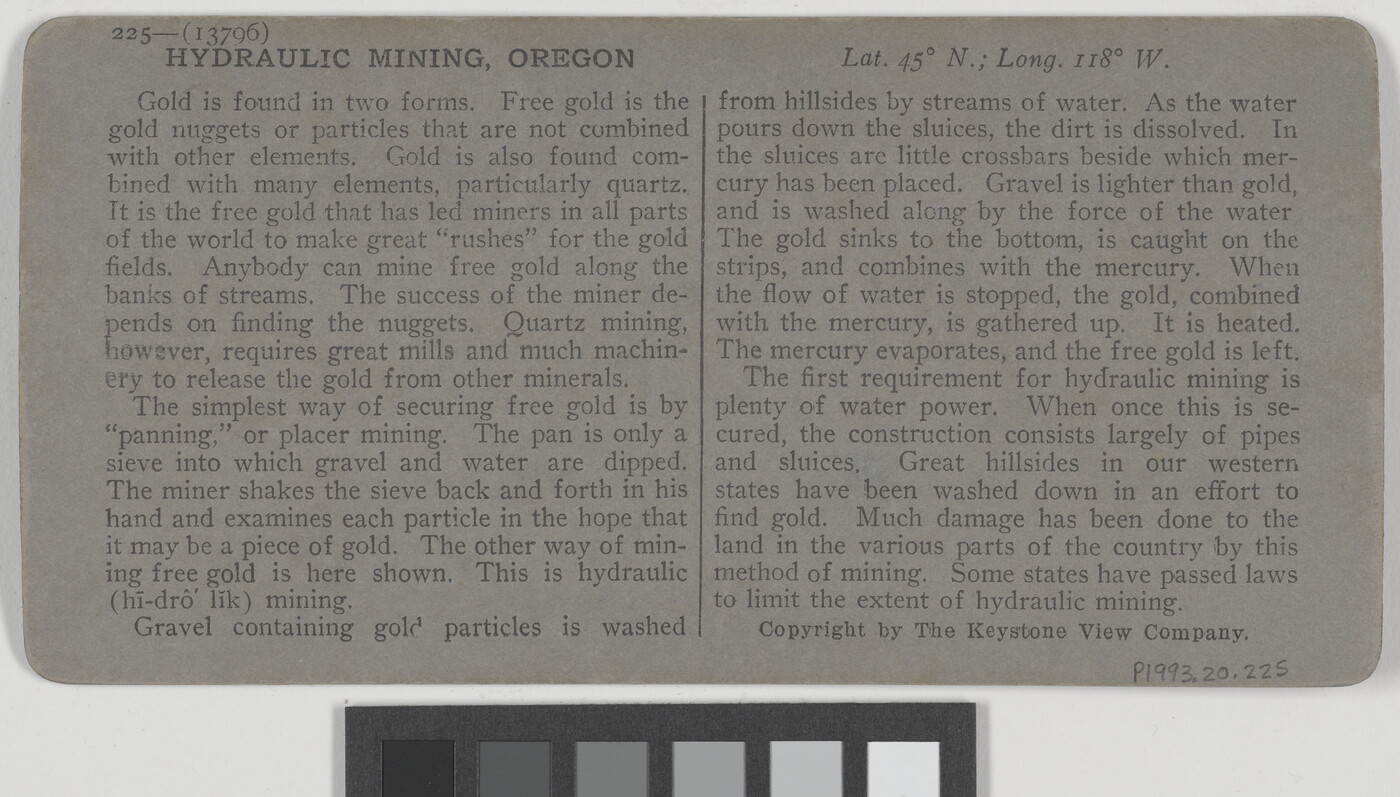 225—(13796)
HYDRAULIC MINING, OREGON
Lat. 45° N.; Long. 118° W.
Gold is found in two forms. Free gold is the
gold nuggets or particles that are not combined
with other elements. Gold is also found com-
bined with many elements, particularly quartz.
It is the free gold that has led miners in all parts
of the world to make great “rushes” for the gold
fields. Anybody can mine free gold along the
banks of streams. The success of the miner de-
pends on finding the nuggets. Quartz mining,
however, requires great mills and much machin-
ery to release the gold from other minerals.
The simplest way of securing free gold is by
“panning,” or placer mining. The pan is only a
sieve into which gravel and water are dipped.
The miner shakes the sieve back and forth in his
hand and examines each particle in the hope that
it may be a piece of gold. The other way of min-
ing free gold is here shown. This is hydraulic
(hī-drô′ lĭk) mining.
Gravel containing gold particles is washed
from hillsides by streams of water. As the water
pours down the sluices, the dirt is dissolved. In
the sluices are little crossbars beside which mer-
cury has been placed. Gravel is lighter than gold,
and is washed along by the force of the water
The gold sinks to the bottom, is caught on the
strips, and combines with the mercury. When
the flow of water is stopped, the gold, combined
with the mercury, is gathered up. It is heated.
The mercury evaporates, and the free gold is left.
The first requirement for hydraulic mining is
plenty of water power. When once this is se-
cured, the construction consists largely of pipes
and sluices. Great hillsides in our western
states have been washed down in an effort to
find gold. Much damage has been done to the
land in the various parts of the country by this
method of mining. Some states have passed laws
to limit the extent of hydraulic mining.
Copyright by The Keystone View Company.
P1993.20.225